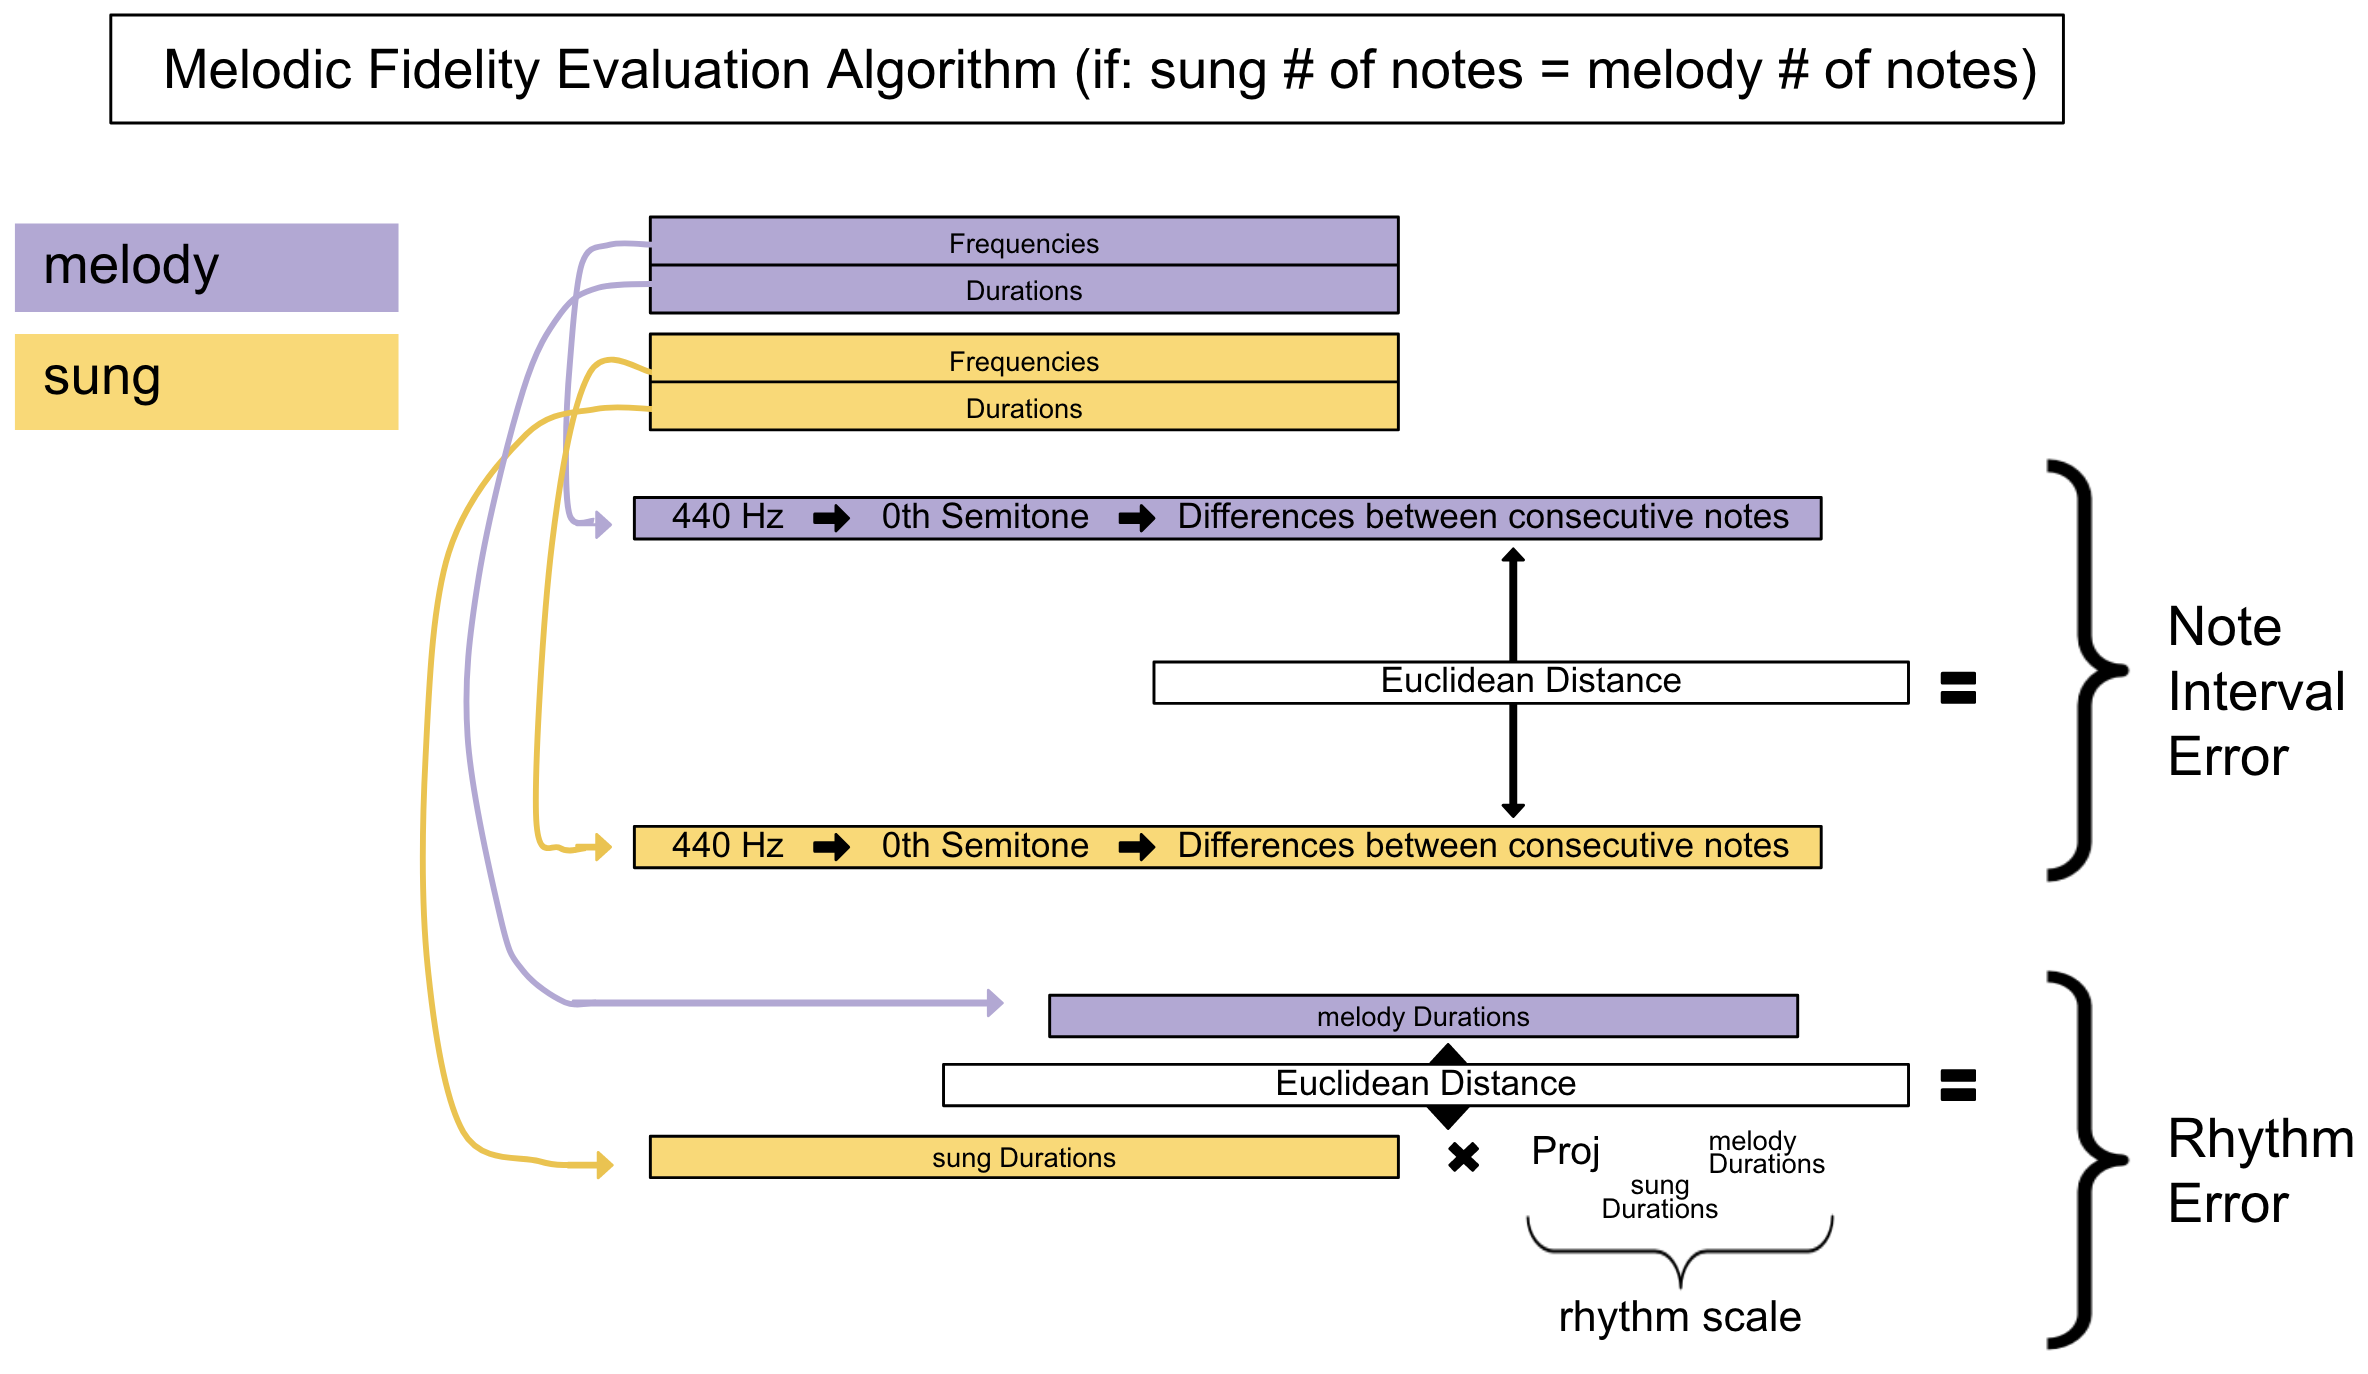 Melodic Fidelity Evaluation Algorithm (if: sung # of notes = melody # of notes)
melody
sung
Frequencies
Durations
Frequencies
Durations
440 Hz → 0th Semitone → Differences between consecutive notes
Euclidean Distance =
440 Hz → 0th Semitone → Differences between consecutive notes
Note
Interval
Error
melody Durations
Euclidean Distance =
sung Durations ✖ Proj
sung
Durations
melody
Durations
rhythm scale
Rhythm
Error